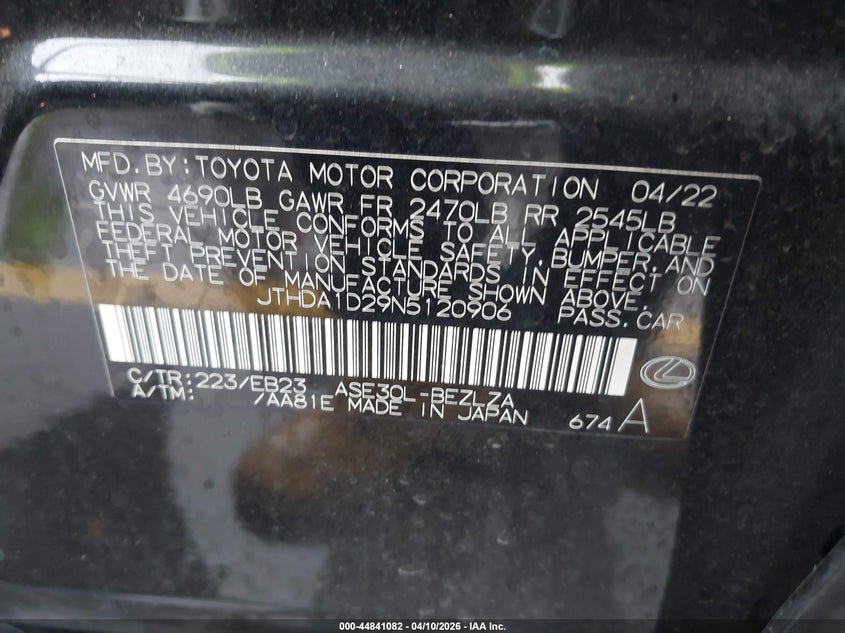 MFD.BY:TOYOTA MOTOR CORPORATION 04/22
GVWR 4690LB GAWR FR 2470LB RR 2545LB
THIS VEHICLE CONFORMS TO ALL APPLICABLE
FEDERAL MOTOR VEHICLE SAFETY, BUMPER, AND
THEFT PREVENTION STANDARDS IN EFFECT ON
THE DATE OF MANUFACTURE SHOWN ABOVE.
JTHDA1D29N5120906 PASS.CAR
C/TR:223/EB23 ASE30L-BEZLZA
A/TM: /AA81E MADE IN JAPAN 674A
000-44841082 - 04/10/2026 - IAA Inc.